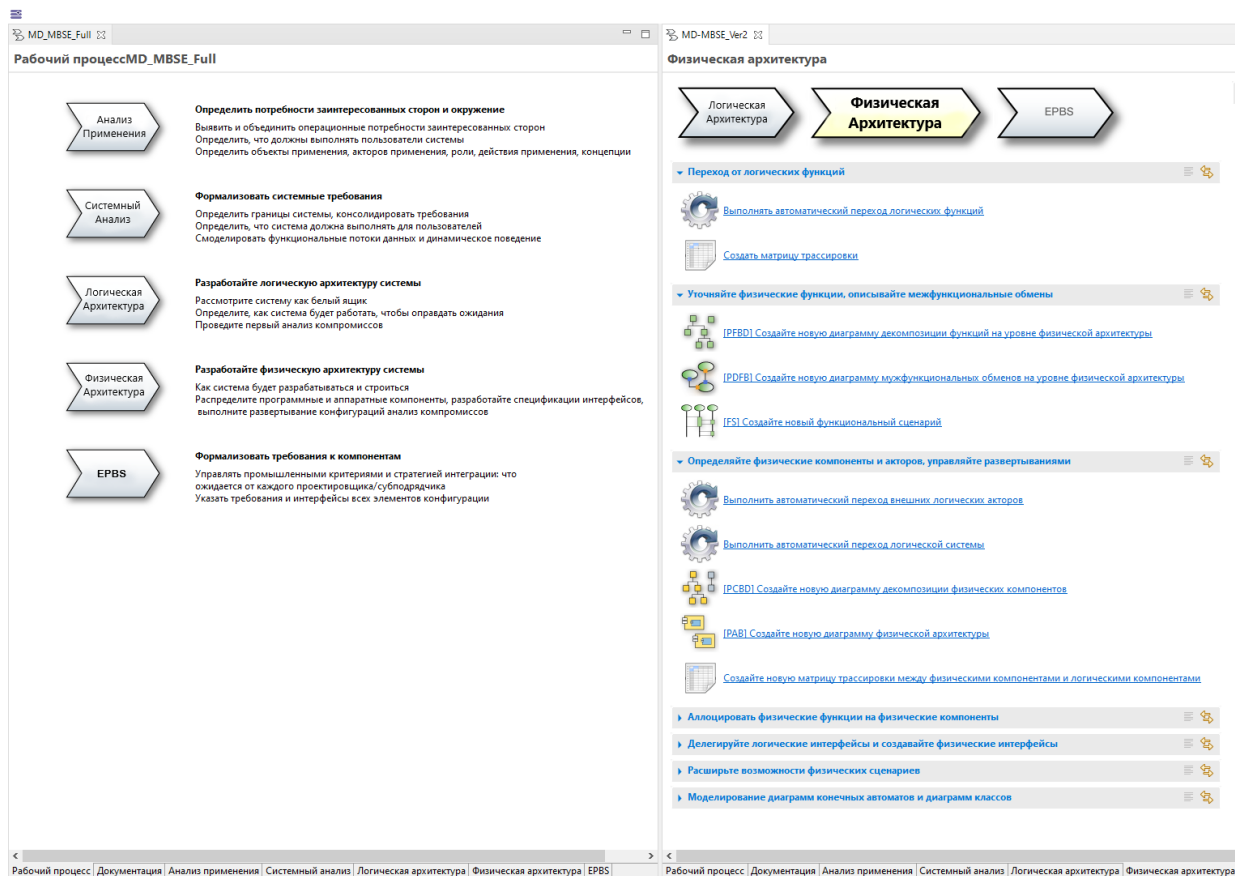 MD_MBSE_Full
Рабочий процессMD_MBSE_Full
Анализ
Применения
Определить потребности заинтересованных сторон и окружение
Выявить и объединить операционные потребности заинтересованных сторон
Определить, что должны выполнять пользователи системы
Определить объекты применения, акторов применения, роли, действия применения, концепции
Системный
Анализ
Формализовать системные требования
Определить границы системы, консолидировать требования
Определить, что система должна выполнять для пользователей
Смоделировать функциональные потоки данных и динамическое поведение
Логическая
Архитектура
Разработайте логическую архитектуру системы
Рассмотрите систему как белый ящик
Определите, как система будет работать, чтобы оправдать ожидания
Проведите первый анализ компромиссов
Физическая
Архитектура
Разработайте физическую архитектуру системы
Как система будет разрабатываться и строиться
Распределите программные и аппаратные компоненты, разработайте спецификации интерфейсов,
выполните развертывание конфигураций анализ компромиссов
EPBS
Формализовать требования к компонентам
Управлять промышленными критериями и стратегией интеграции: что
ожидается от каждого проектировщика/субподрядчика
Указать требования и интерфейсы всех элементов конфигурации
Рабочий процесс Документация Анализ применения Системный анализ Логическая архитектура Физическая архитектура EPBS
MD-MBSE_Ver2
Физическая архитектура
Логическая
Архитектура
Физическая
Архитектура
EPBS
Переход от логических функций
Выполнять автоматический переход логических функций
Создать матрицу трассировки
Уточняйте физические функции, описывайте межфункциональные обмены
[PFBD] Создайте новую диаграмму декомпозиции функций на уровне физической архитектуры
[PDFB] Создайте новую диаграмму мужфункциональных обменов на уровне физической архитектуры
[FS] Создайте новый функциональный сценарий
Определяйте физические компоненты и акторов, управляйте развертываниями
Выполнить автоматический переход внешних логических акторов
Выполнить автоматический переход логической системы
[PCBD] Создайте новую диаграмму декомпозиции физических компонентов
[PAB] Создайте новую диаграмму физической архитектуры
Создайте новую матрицу трассировки между физическими компонентами и логическими компонентами
Аллоцировать физические функции на физические компоненты
Делегируйте логические интерфейсы и создавайте физические интерфейсы
Расширьте возможности физических сценариев
Моделирование диаграмм конечных автоматов и диаграмм классов
Рабочий процесс Документация Анализ применения Системный анализ Логическая архитектура Физическая архитектура